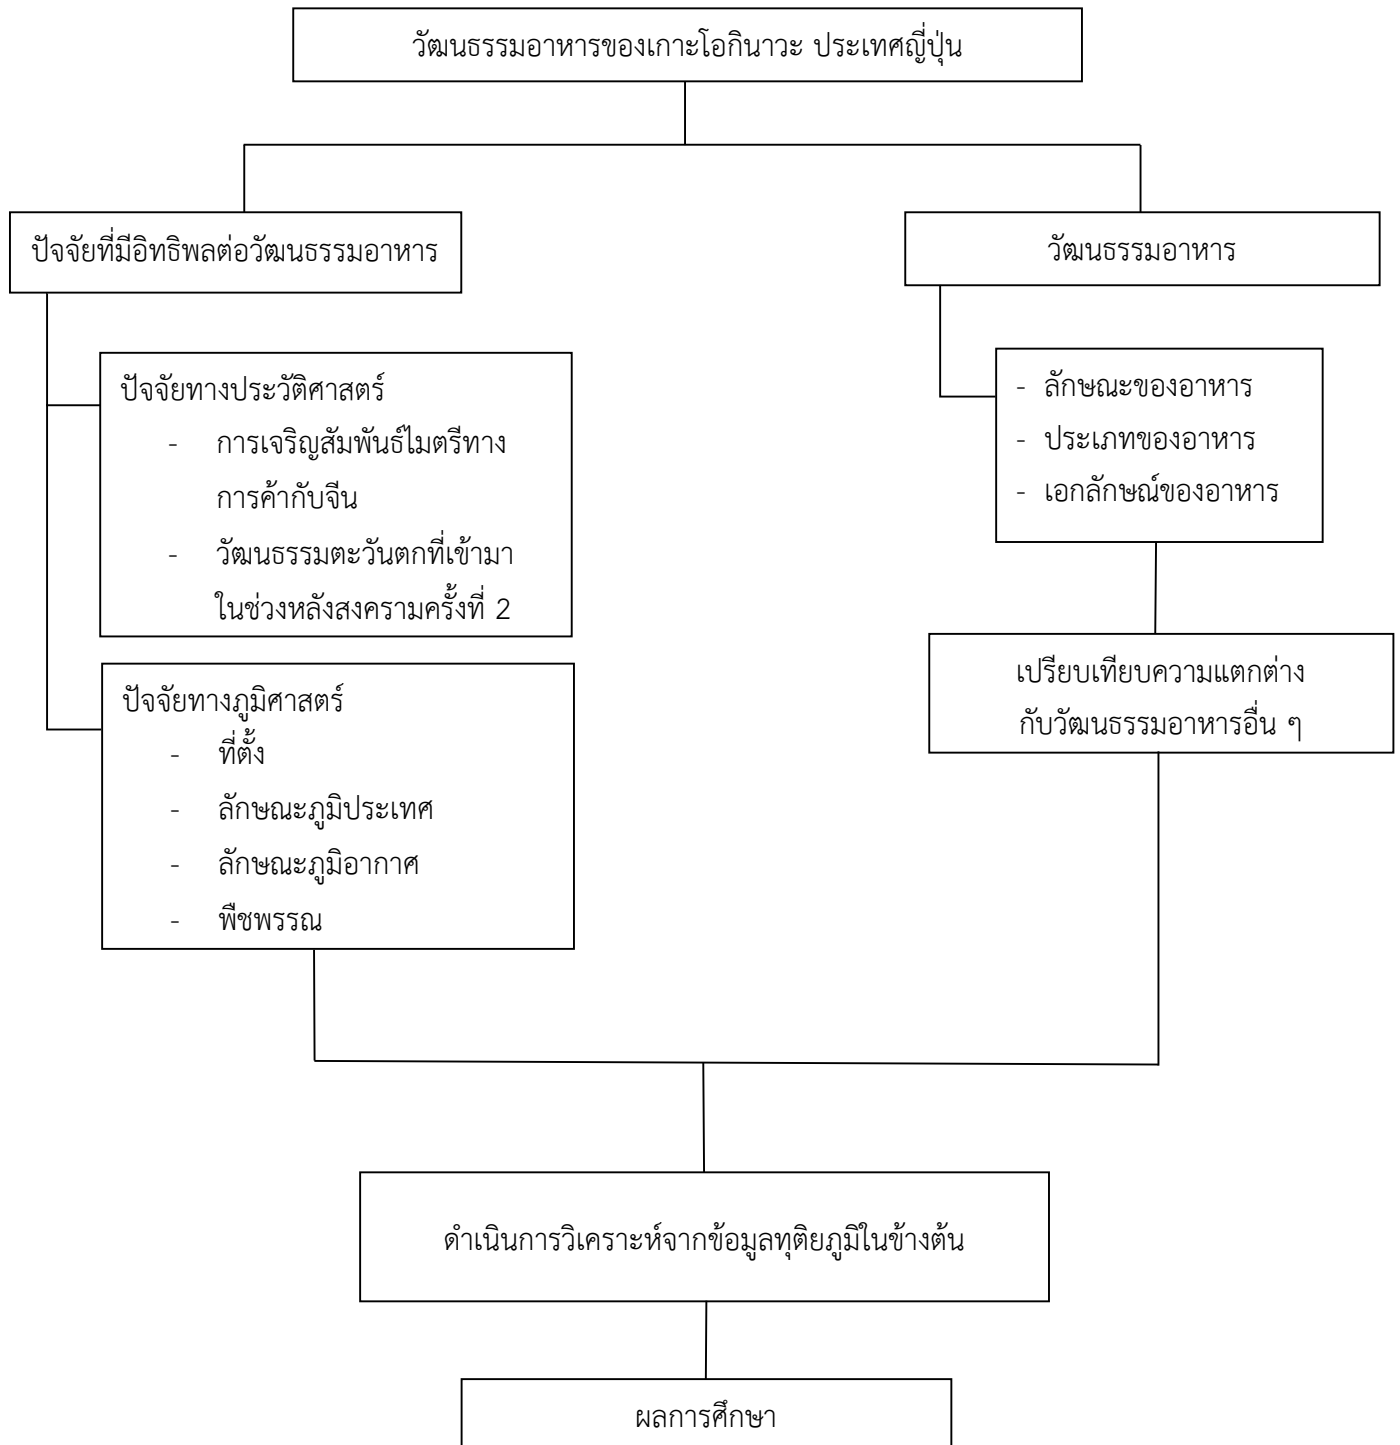 วัฒนธรรมอาหารของเกาะโอกินาวะ ประเทศญี่ปุ่น
ปัจจัยที่มีอิทธิพลต่อวัฒนธรรมอาหาร
ปัจจัยทางประวัติศาสตร์
- การเจริญสัมพันธ์ไมตรีทาง
การค้ากับจีน
- วัฒนธรรมตะวันตกที่เข้ามา
ในช่วงหลังสงครามครั้งที่ 2
ปัจจัยทางภูมิศาสตร์
- ที่ตั้ง
- ลักษณะภูมิประเทศ
- ลักษณะภูมิอากาศ
- พืชพรรณ
วัฒนธรรมอาหาร
- ลักษณะของอาหาร
- ประเภทของอาหาร
- เอกลักษณ์ของอาหาร
เปรียบเทียบความแตกต่าง
กับวัฒนธรรมอาหารอื่น ๆ
ดำเนินการวิเคราะห์จากข้อมูลทุติยภูมิในข้างต้น
ผลการศึกษา